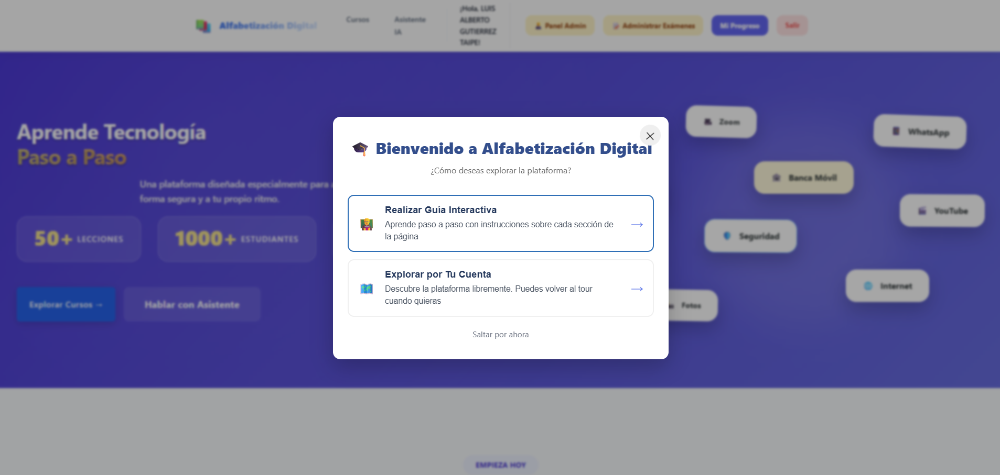 Alfabetización Digital
Cursos
Asistente
IA
¡Hola, LUIS
ALBERTO
GUTIERREZ
TAIPE!
Panel Admin
Administrar Exámenes
Mi Progreso
Salir
Aprende Tecnología
Paso a Paso
Una plataforma diseñada especialmente para
forma segura y a tu propio ritmo.
50+ LECCIONES
1000+ ESTUDIANTES
Explorar Cursos →
Hablar con Asistente
Bienvenido a Alfabetización Digital
¿Cómo deseas explorar la plataforma?
Realizar Guía Interactiva
Aprende paso a paso con instrucciones sobre cada sección de
la página
→
Explorar por Tu Cuenta
Descubre la plataforma libremente. Puedes volver al tour
cuando quieras
→
Saltar por ahora
Zoom
WhatsApp
Banca Móvil
YouTube
Seguridad
Internet
Fotos
EMPIEZA HOY